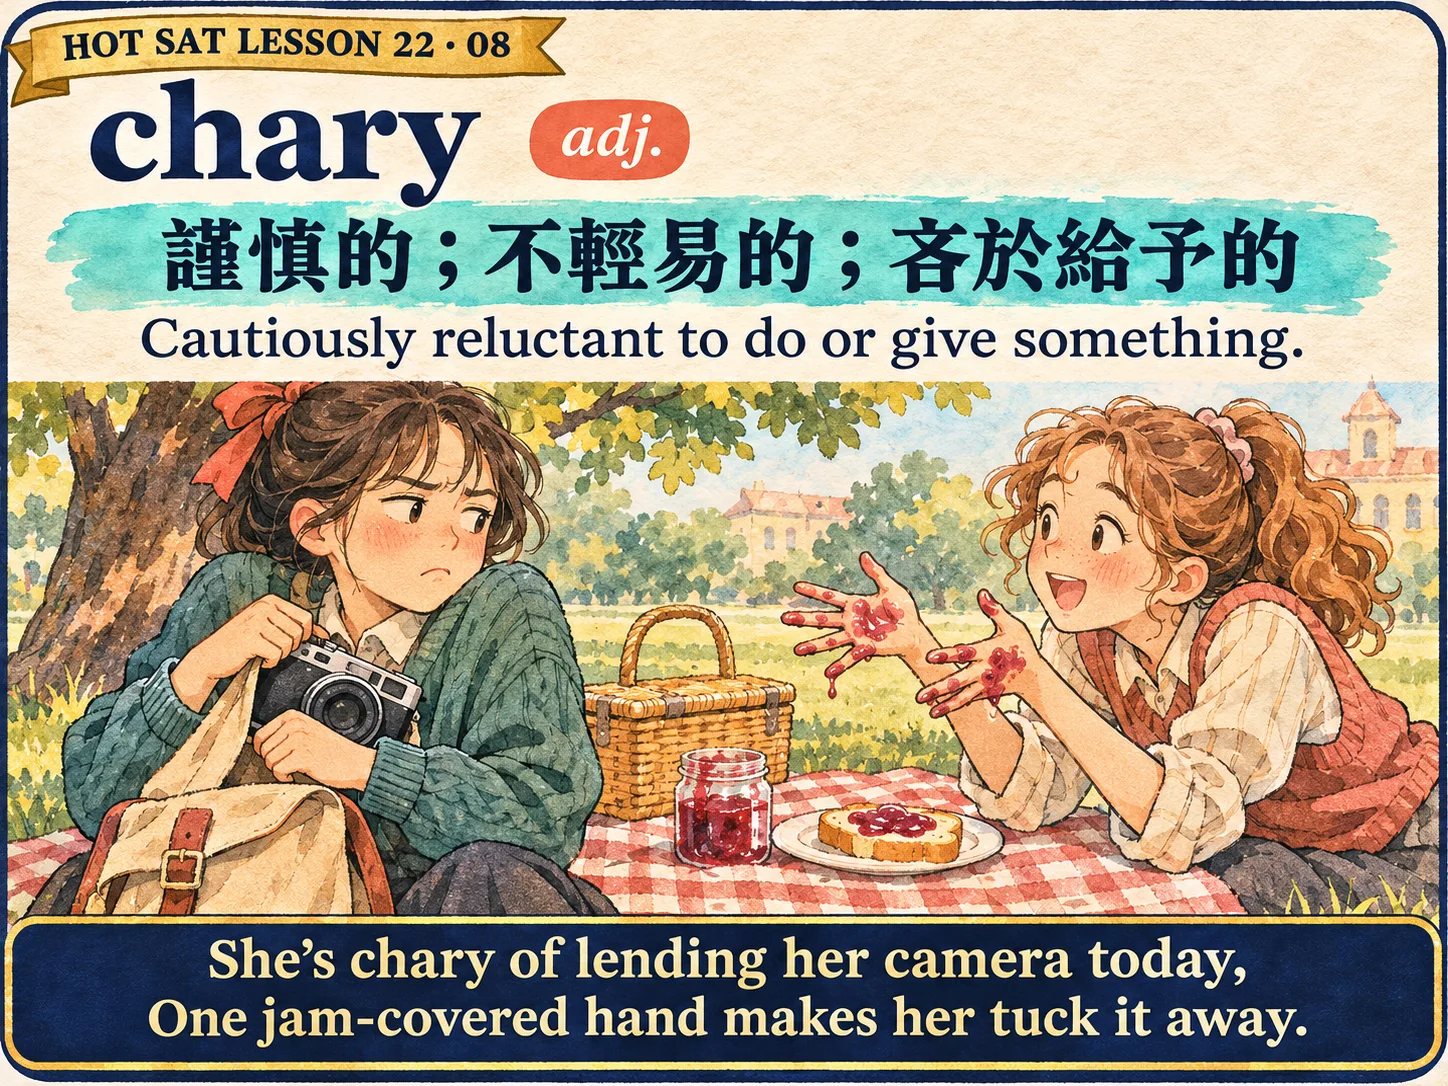 HOT SAT LESSON 22 · 08
chary adj.
謹慎的；不輕易的；吝於給予的
Cautiously reluctant to do or give something.
She’s chary of lending her camera today,
One jam-covered hand makes her tuck it away.